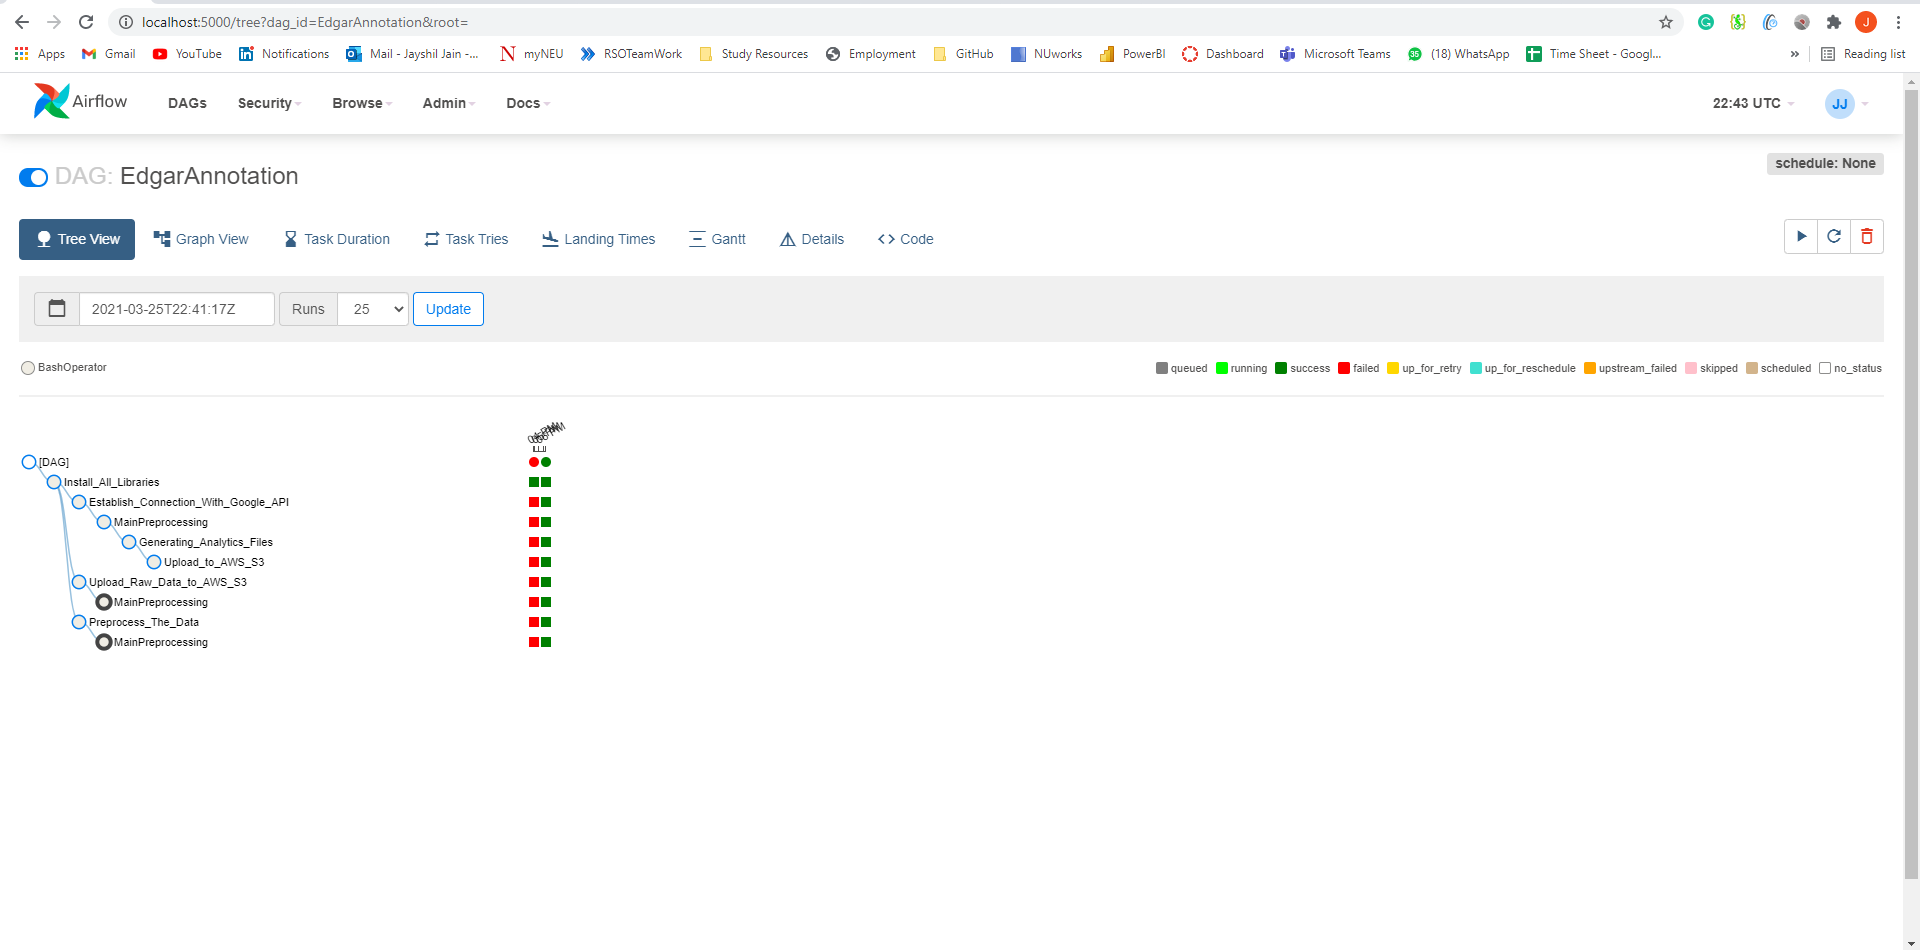 localhost:5000/tree?dag_id=EdgarAnnotation&root=
J
Apps Gmail YouTube Notifications Mail - Jayshil Jain -... myNEU RSOTeamWork Study Resources Employment GitHub NUworks PowerBI Dashboard Microsoft Teams (18) WhatsApp Time Sheet - Googl... » Reading list
Airflow DAGs Security Browse Admin Docs 22:43 UTC JJ
schedule: None
DAG: EdgarAnnotation
Tree View Graph View Task Duration Task Tries Landing Times Gantt Details Code
2021-03-25T22:41:17Z Runs 25 Update
BashOperator queued running success failed up_for_retry up_for_reschedule upstream_failed skipped scheduled no_status
[DAG]
Install_All_Libraries
Establish_Connection_With_Google_API
MainPreprocessing
Generating_Analytics_Files
Upload_to_AWS_S3
Upload_Raw_Data_to_AWS_S3
MainPreprocessing
Preprocess_The_Data
MainPreprocessing